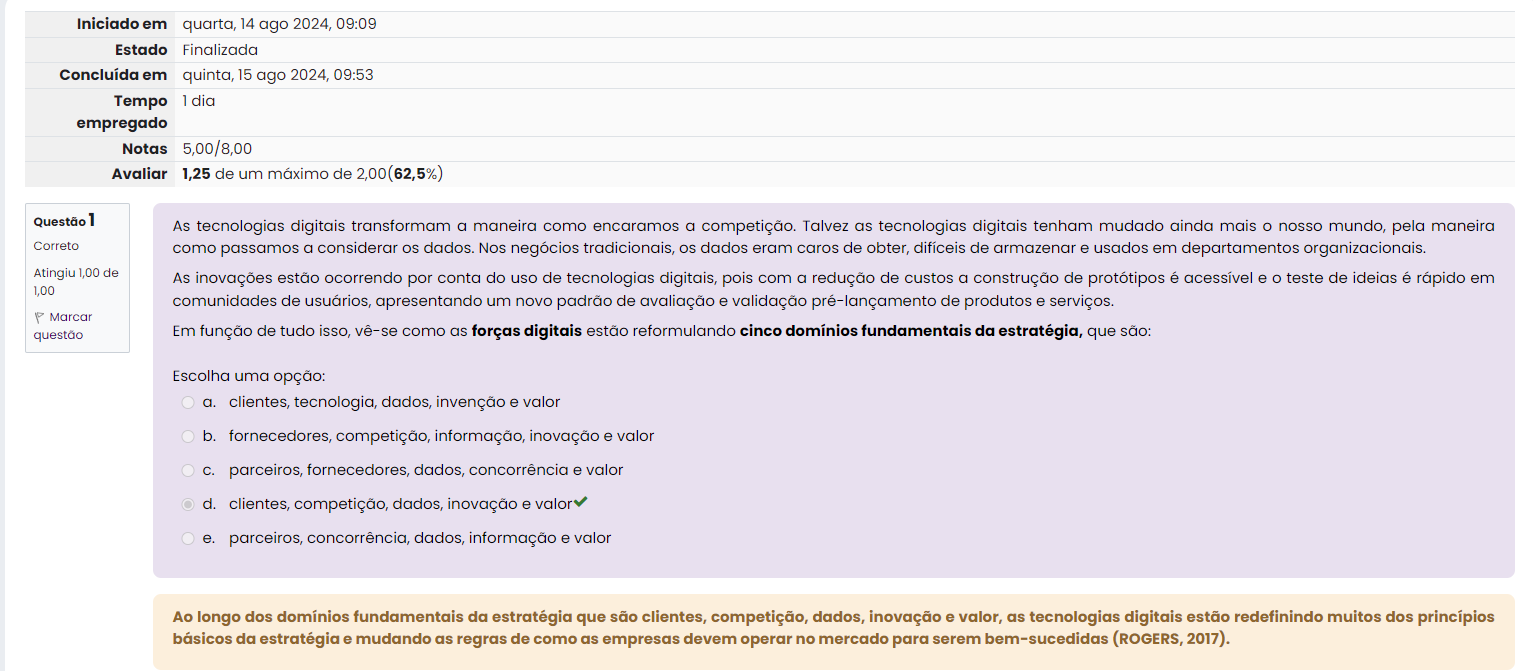 Iniciado em quarta, 14 ago 2024, 09:09
Estado Finalizada
Concluída em quinta, 15 ago 2024, 09:53
Tempo empregado 1 dia
Notas 5,00/8,00
Avaliar 1,25 de um máximo de 2,00(62,5%)
Questão 1
Correto
Atingiu 1,00 de
1,00
Marcar
questão
As tecnologias digitais transformam a maneira como encaramos a competição. Talvez as tecnologias digitais tenham mudado ainda mais o nosso mundo, pela maneira
como passamos a considerar os dados. Nos negócios tradicionais, os dados eram caros de obter, difíceis de armazenar e usados em departamentos organizacionais.
As inovações estão ocorrendo por conta do uso de tecnologias digitais, pois com a redução de custos a construção de protótipos é acessível e o teste de ideias é rápido em
comunidades de usuários, apresentando um novo padrão de avaliação e validação pré-lançamento de produtos e serviços.
Em função de tudo isso, vê-se como as forças digitais estão reformulando cinco domínios fundamentais da estratégia, que são:
Escolha uma opção:
a. clientes, tecnologia, dados, invenção e valor
b. fornecedores, competição, informação, inovação e valor
c. parceiros, fornecedores, dados, concorrência e valor
d. clientes, competição, dados, inovação e valor
e. parceiros, concorrência, dados, informação e valor
Ao longo dos domínios fundamentais da estratégia que são clientes, competição, dados, inovação e valor, as tecnologias digitais estão redefinindo muitos dos princípios
básicos da estratégia e mudando as regras de como as empresas devem operar no mercado para serem bem-sucedidas (ROGERS, 2017).